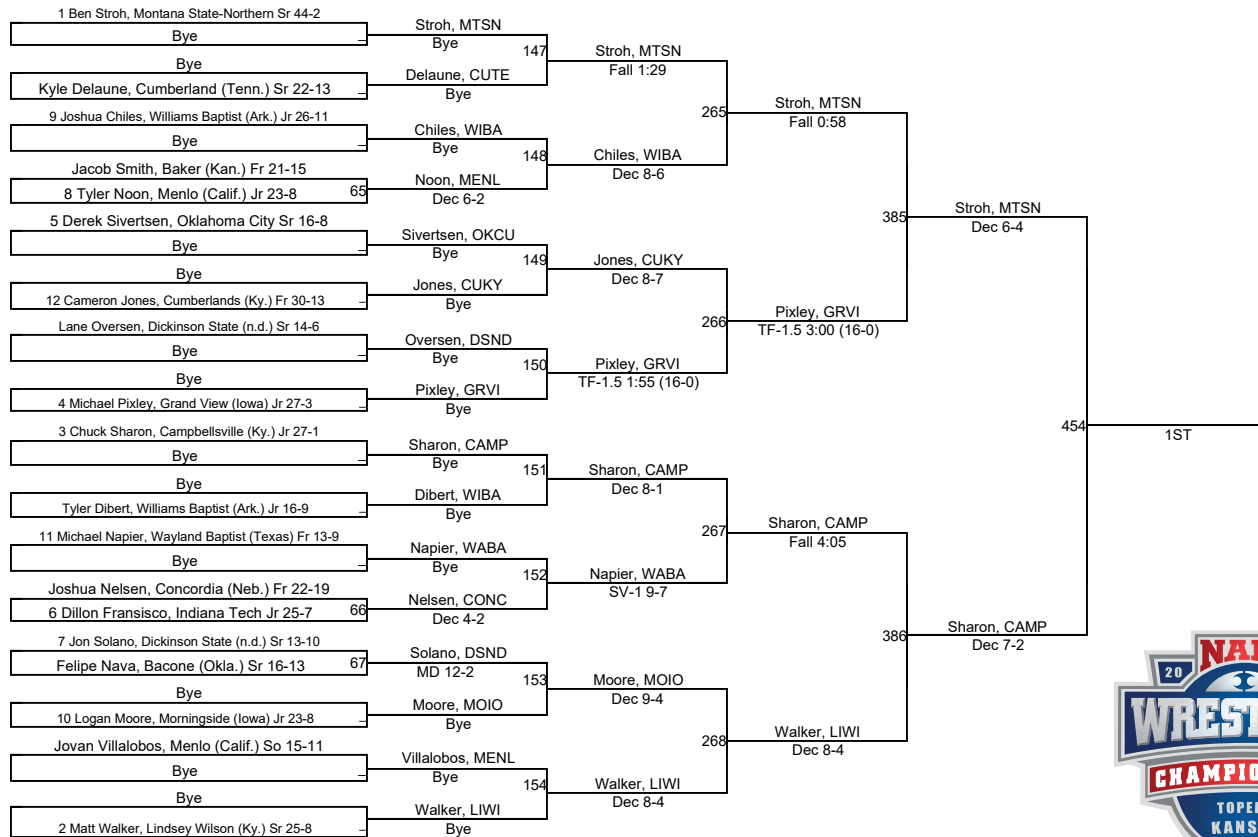 1 Ben Stroh, Montana State-Northern Sr 44-2
Bye
Bye
Kyle Delaune, Cumberland (Tenn.) Sr 22-13
9 Joshua Chiles, Williams Baptist (Ark.) Jr 26-11
Bye
Jacob Smith, Baker (Kan.) Fr 21-15
8 Tyler Noon, Menlo (Calif.) Jr 23-8
65
5 Derek Sivertsen, Oklahoma City Sr 16-8
Bye
Bye
12 Cameron Jones, Cumberlands (Ky.) Fr 30-13
Lane Oversen, Dickinson State (n.d.) Sr 14-6
Bye
Bye
4 Michael Pixley, Grand View (Iowa) Jr 27-3
3 Chuck Sharon, Campbellsville (Ky.) Jr 27-1
Bye
Bye
Tyler Dibert, Williams Baptist (Ark.) Jr 16-9
11 Michael Napier, Wayland Baptist (Texas) Fr 13-9
Bye
Joshua Nelsen, Concordia (Neb.) Fr 22-19
6 Dillon Fransisco, Indiana Tech Jr 25-7
66
7 Jon Solano, Dickinson State (n.d.) Sr 13-10
Felipe Nava, Bacone (Okla.) Sr 16-13
67
Bye
10 Logan Moore, Morningside (Iowa) Jr 23-8
Jovan Villalobos, Menlo (Calif.) So 15-11
Bye
Bye
2 Matt Walker, Lindsey Wilson (Ky.) Sr 25-8
Stroh, MTSN
Bye
147
Delaune, CUTE
Bye
Chiles, WIBA
Bye
148
Noon, MENL
Dec 6-2
Sivertsen, OKCU
Bye
149
Jones, CUKY
Bye
Oversen, DSND
Bye
150
Pixley, GRVI
Bye
Sharon, CAMP
Bye
151
Dibert, WIBA
Bye
Napier, WABA
Bye
152
Nelsen, CONC
Dec 4-2
Solano, DSND
MD 12-2
153
Moore, MOIO
Bye
Villalobos, MENL
Bye
154
Walker, LIWI
Bye
Stroh, MTSN
Fall 1:29
265
Chiles, WIBA
Dec 8-6
Jones, CUKY
Dec 8-7
266
Pixley, GRVI
TF-1.5 1:55 (16-0)
Sharon, CAMP
Dec 8-1
267
Napier, WABA
SV-1 9-7
Moore, MOIO
Dec 9-4
268
Walker, LIWI
Dec 8-4
Stroh, MTSN
Fall 0:58
385
Pixley, GRVI
TF-1.5 3:00 (16-0)
Sharon, CAMP
Fall 4:05
386
Walker, LIWI
Dec 8-4
Stroh, MTSN
Dec 6-4
454
Sharon, CAMP
Dec 7-2
1ST
20
NAI
WREST
CHAMPIO
TOPE
KANS